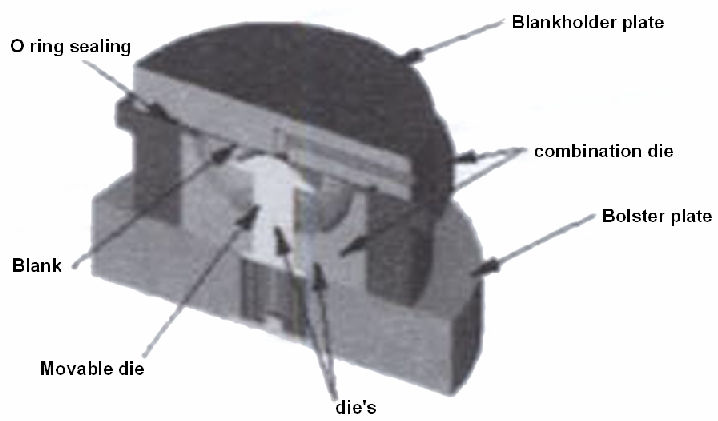 Blankholder plate
O ring sealing
combination die
Bolster plate
Blank
Movable die
die's